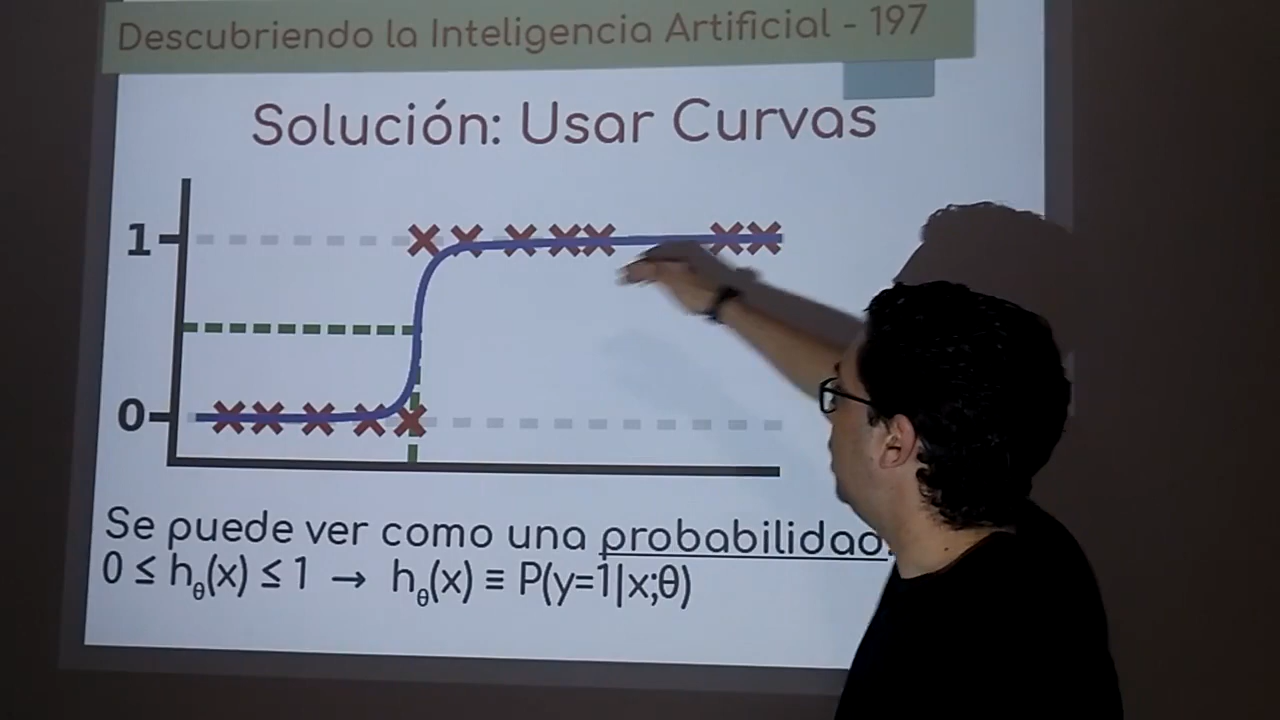 Descubriendo la Inteligencia Artificial - 197
Solución: Usar Curvas
1
0
Se puede ver como una probabilidad:
0 ≤ hθ(x) ≤ 1 → hθ(x) ≡ P(y=1|x;θ)